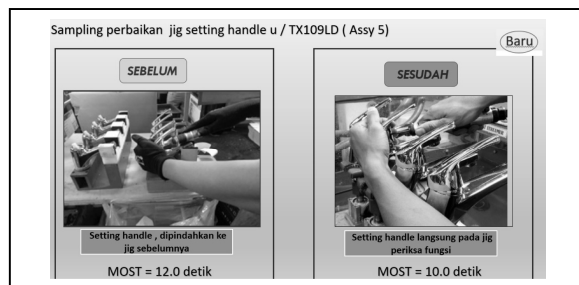 Sampling perbaikan  jig setting handle u / TX109LD ( Assy 5)
Baru
SEBELUM
Setting handle , dipindahkan ke
jig sebelumnya
MOST = 12.0 detik
SESUDAH
Setting handle langsung pada jig
periksa fungsi
MOST = 10.0 detik